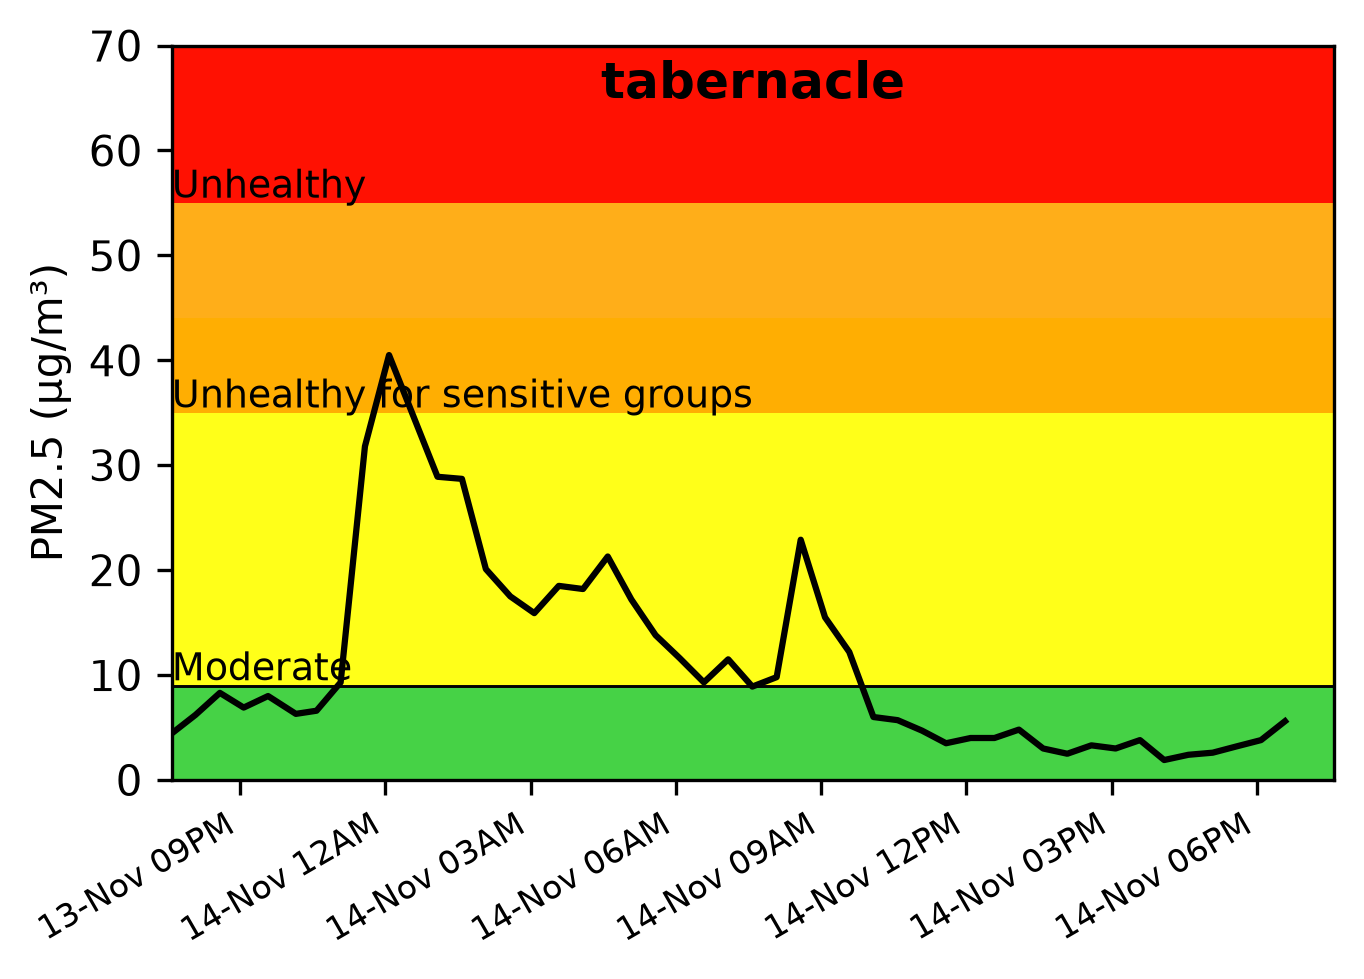 tabernacle
PM2.5 (µg/m³)
70
60
50
40
30
20
10
0
Unhealthy
Unhealthy for sensitive groups
Moderate
13-Nov 09PM
14-Nov 12AM
14-Nov 03AM
14-Nov 06AM
14-Nov 09AM
14-Nov 12PM
14-Nov 03PM
14-Nov 06PM